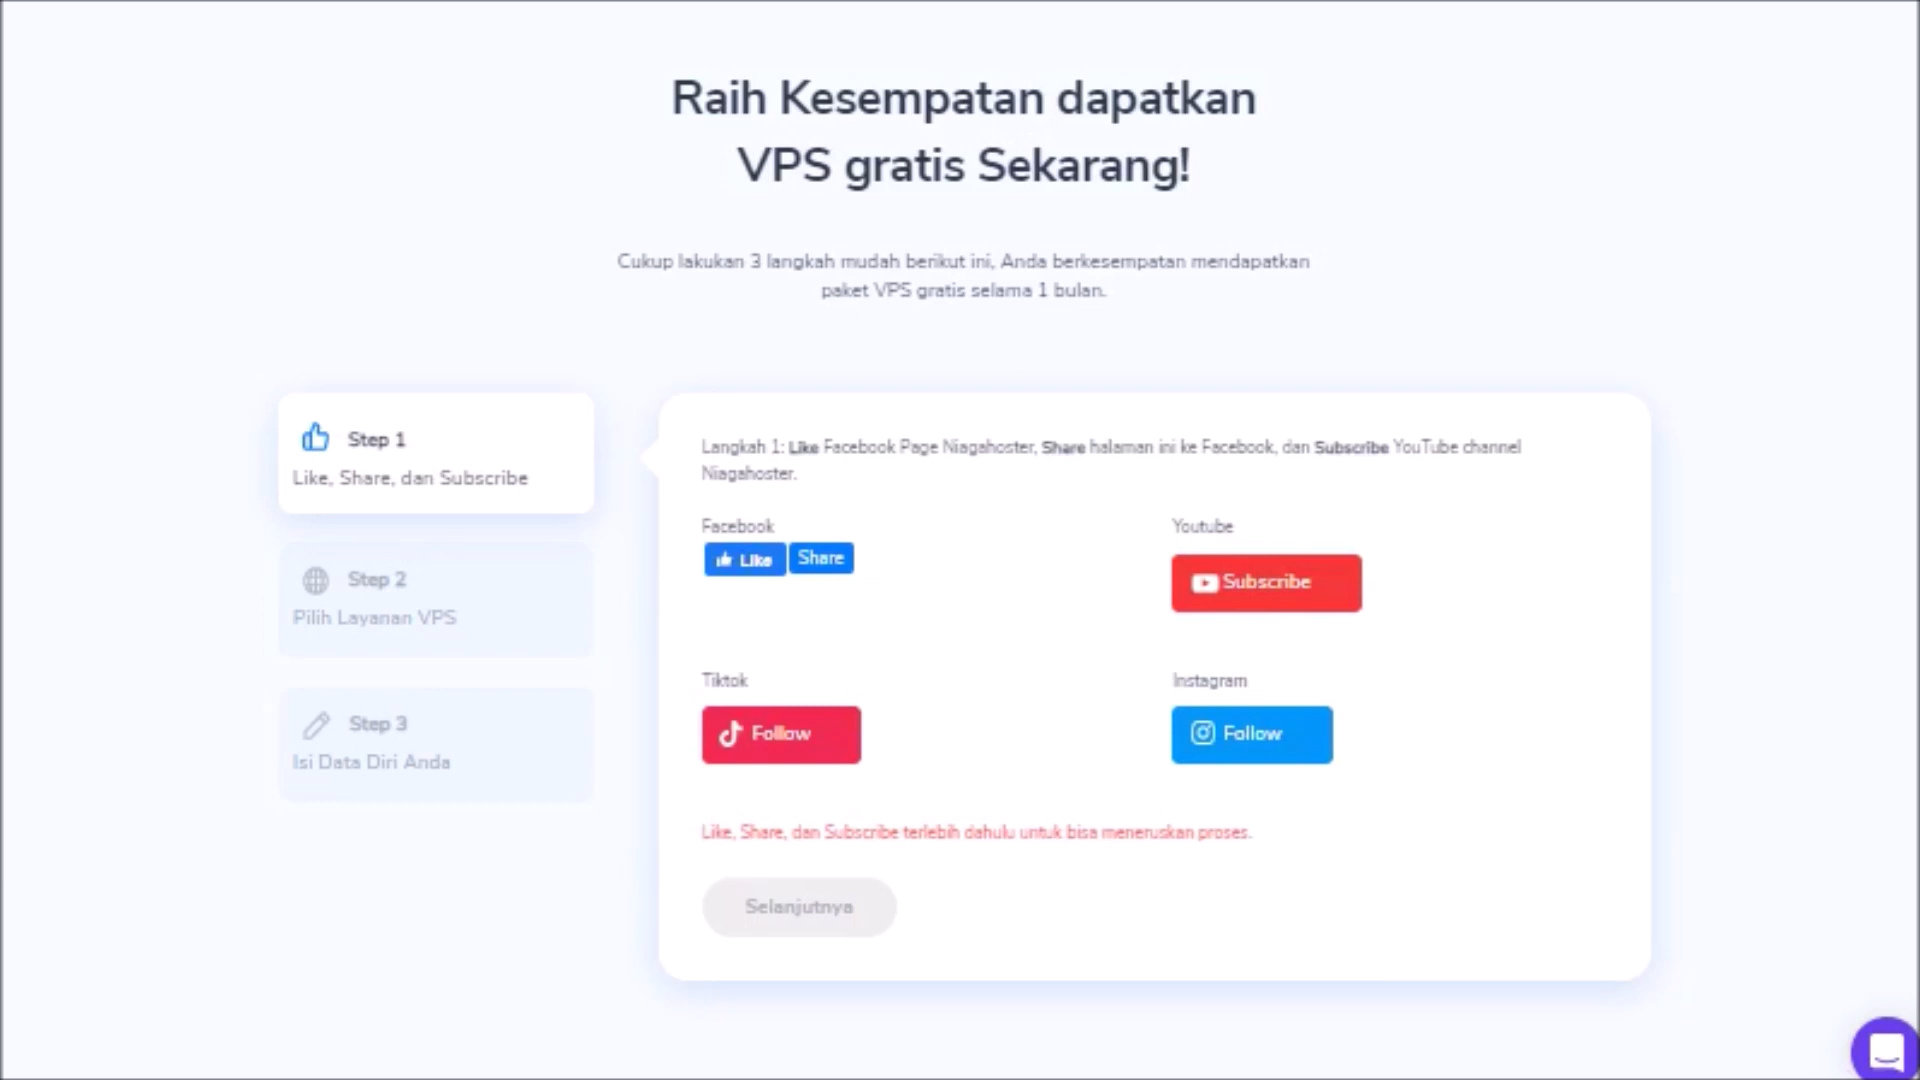 Raih Kesempatan dapatkan
VPS gratis Sekarang!
Cukup lakukan 3 langkah mudah berikut ini, Anda berkesempatan mendapatkan
paket VPS gratis selama 1 bulan.
Step 1
Like, Share, dan Subscribe
Step 2
Pilih Layanan VPS
Step 3
Isi Data Diri Anda
Langkah 1: Like Facebook Page Niagahoster, Share halaman ini ke Facebook, dan Subscribe YouTube channel
Niagahoster.
Facebook
Like Share
Youtube
Subscribe
Tiktok
Follow
Instagram
Follow
Like, Share, dan Subscribe terlebih dahulu untuk bisa meneruskan proses.
Selanjutnya